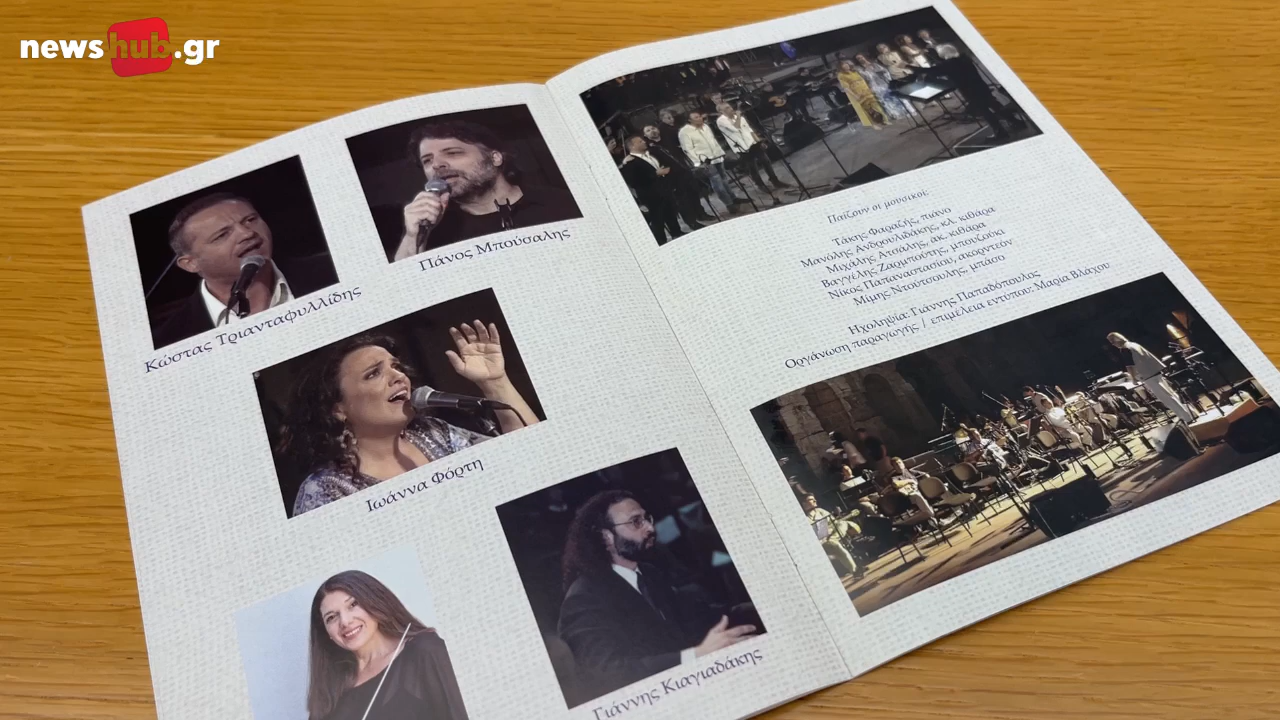 newshub.gr
Κώστας Τριανταφυλλίδης
Πάνος Μπούσαλης
Ιωάννα Φόρτη
Γιάννης Κιαγιαδάκης
Παίζουν οι μουσικοί:
Τάκης Φαραζής, πιάνο
Μανόλης Ανδρουλιδάκης, κλ. κιθάρα
Μιχάλης Ατσάλης, ακ. κιθάρα
Βαγγέλης Ζαρμπούτης, μπουζούκι
Νίκος Παπαναστασίου, ακορντεόν
Μίμης Ντούτσουλης, μπάσο
Ηχοληψία: Γιάννης Παπαδόπουλος
Οργάνωση παραγωγής / επιμέλεια εντύπου: Μαρία Βλάχου